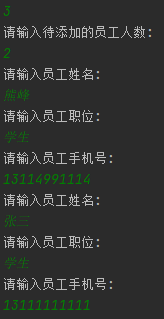 3
请输入待添加的员工人数:
2
请输入员工姓名:
熊峰
请输入员工职位:
学生
请输入员工手机号:
13114991114
请输入员工姓名:
张三
请输入员工职位:
学生
请输入员工手机号:
13111111111